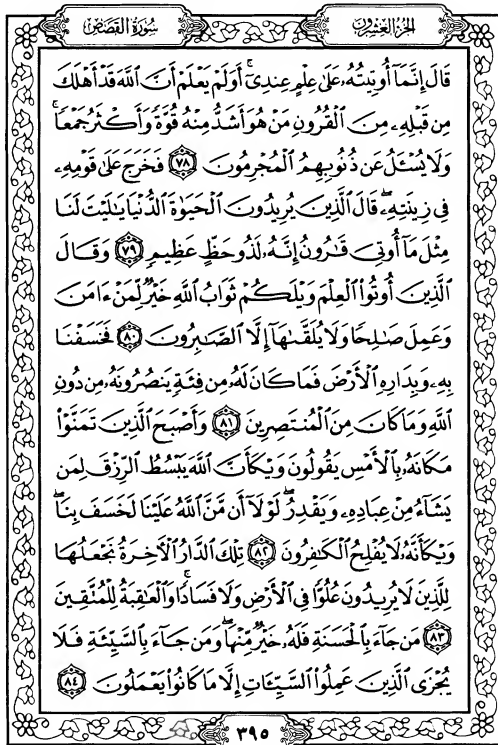 الجزء العشرون
سورة القصص
قَالَ إِنَّمَآ أُوتِيتُهُۥ عَلَىٰ عِلْمٍ عِندِىٓ ۚ أَوَلَمْ يَعْلَمْ أَنَّ ٱللَّهَ قَدْ أَهْلَكَ
مِن قَبْلِهِۦ مِنَ ٱلْقُرُونِ مَنْ هُوَ أَشَدُّ مِنْهُ قُوَّةً وَأَكْثَرُ جَمْعًا ۚ
وَلَا يُسْـَٔلُ عَن ذُنُوبِهِمُ ٱلْمُجْرِمُونَ ٧٨ فَخَرَجَ عَلَىٰ قَوْمِهِۦ
فِى زِينَتِهِۦ ۖ قَالَ ٱلَّذِينَ يُرِيدُونَ ٱلْحَيَوٰةَ ٱلدُّنْيَا يَـٰلَيْتَ لَنَا
مِثْلَ مَآ أُوتِىَ قَـٰرُونُ إِنَّهُۥ لَذُو حَظٍّ عَظِيمٍ ٧٩ وَقَالَ
ٱلَّذِينَ أُوتُوا۟ ٱلْعِلْمَ وَيْلَكُمْ ثَوَابُ ٱللَّهِ خَيْرٌ لِّمَنْ ءَامَنَ
وَعَمِلَ صَـٰلِحًا وَلَا يُلَقَّىٰهَآ إِلَّا ٱلصَّـٰبِرُونَ ٨٠ فَخَسَفْنَا
بِهِۦ وَبِدَارِهِ ٱلْأَرْضَ فَمَا كَانَ لَهُۥ مِن فِئَةٍ يَنصُرُونَهُۥ مِن دُونِ
ٱللَّهِ وَمَا كَانَ مِنَ ٱلْمُنتَصِرِينَ ٨١ وَأَصْبَحَ ٱلَّذِينَ تَمَنَّوْا۟
مَكَانَهُۥ بِٱلْأَمْسِ يَقُولُونَ وَيْكَأَنَّ ٱللَّهَ يَبْسُطُ ٱلرِّزْقَ لِمَن
يَشَآءُ مِنْ عِبَادِهِۦ وَيَقْدِرُ ۖ لَوْلَآ أَن مَّنَّ ٱللَّهُ عَلَيْنَا لَخَسَفَ بِنَا ۖ
وَيْكَأَنَّهُۥ لَا يُفْلِحُ ٱلْكَـٰفِرُونَ ٨٢ تِلْكَ ٱلدَّارُ ٱلْـَٔاخِرَةُ نَجْعَلُهَا
لِلَّذِينَ لَا يُرِيدُونَ عُلُوًّا فِى ٱلْأَرْضِ وَلَا فَسَادًا ۚ وَٱلْعَـٰقِبَةُ لِلْمُتَّقِينَ
٨٣ مَن جَآءَ بِٱلْحَسَنَةِ فَلَهُۥ خَيْرٌ مِّنْهَا ۖ وَمَن جَآءَ بِٱلسَّيِّئَةِ فَلَا
يُجْزَى ٱلَّذِينَ عَمِلُوا۟ ٱلسَّيِّـَٔاتِ إِلَّا مَا كَانُوا۟ يَعْمَلُونَ ٨٤
٣٩٥